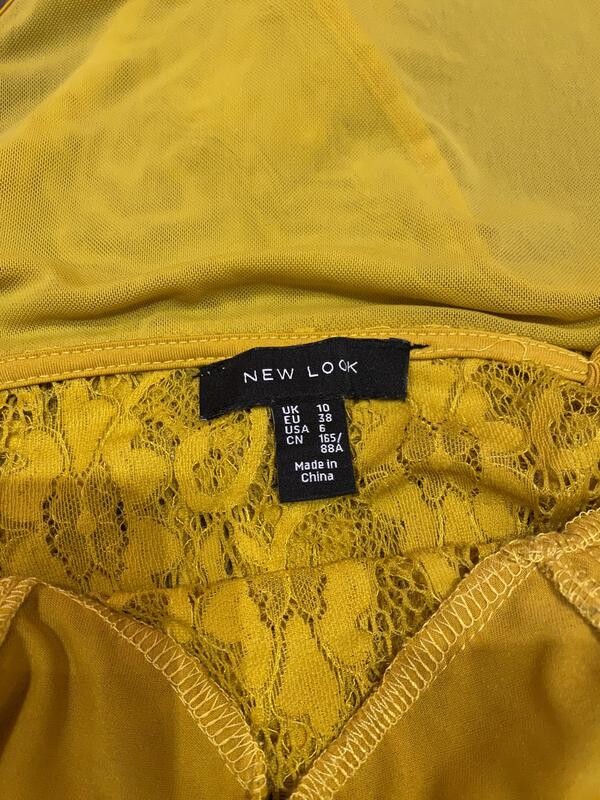 NEW LOOK
UK 10
EU 38
USA 6
CN 165/
88A
Made in
China